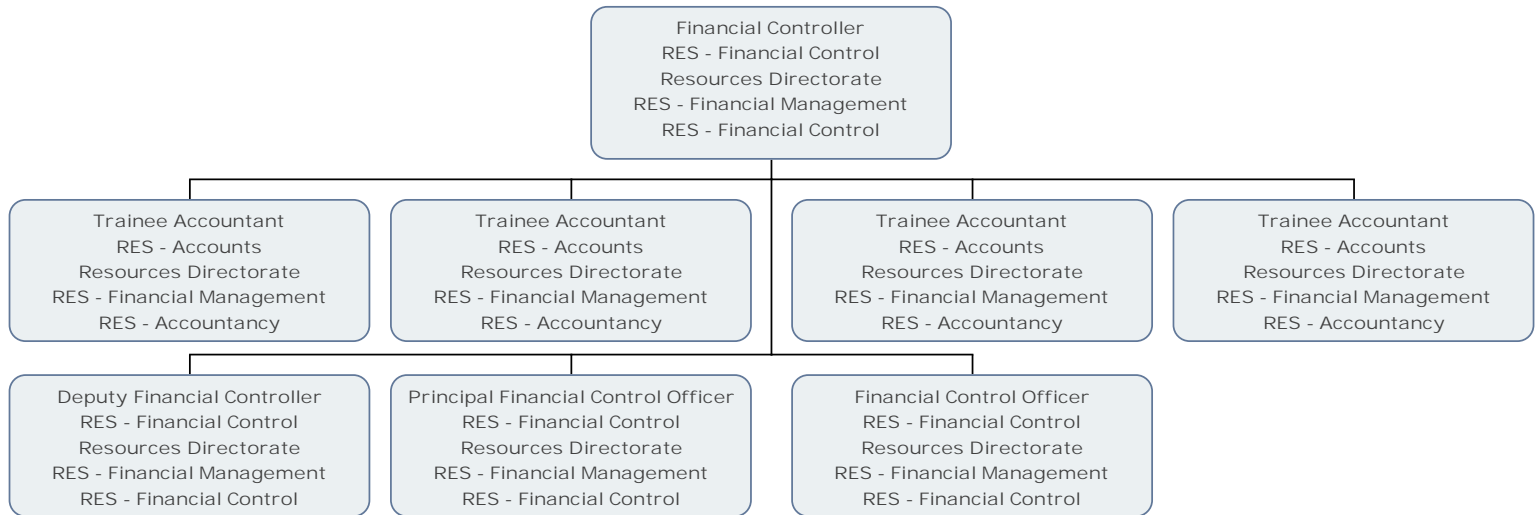 Financial Controller
RES - Financial Control
Resources Directorate
RES - Financial Management
RES - Financial Control
Trainee Accountant
RES - Accounts
Resources Directorate
RES - Financial Management
RES - Accountancy
Trainee Accountant
RES - Accounts
Resources Directorate
RES - Financial Management
RES - Accountancy
Trainee Accountant
RES - Accounts
Resources Directorate
RES - Financial Management
RES - Accountancy
Trainee Accountant
RES - Accounts
Resources Directorate
RES - Financial Management
RES - Accountancy
Deputy Financial Controller
RES - Financial Control
Resources Directorate
RES - Financial Management
RES - Financial Control
Principal Financial Control Officer
RES - Financial Control
Resources Directorate
RES - Financial Management
RES - Financial Control
Financial Control Officer
RES - Financial Control
Resources Directorate
RES - Financial Management
RES - Financial Control